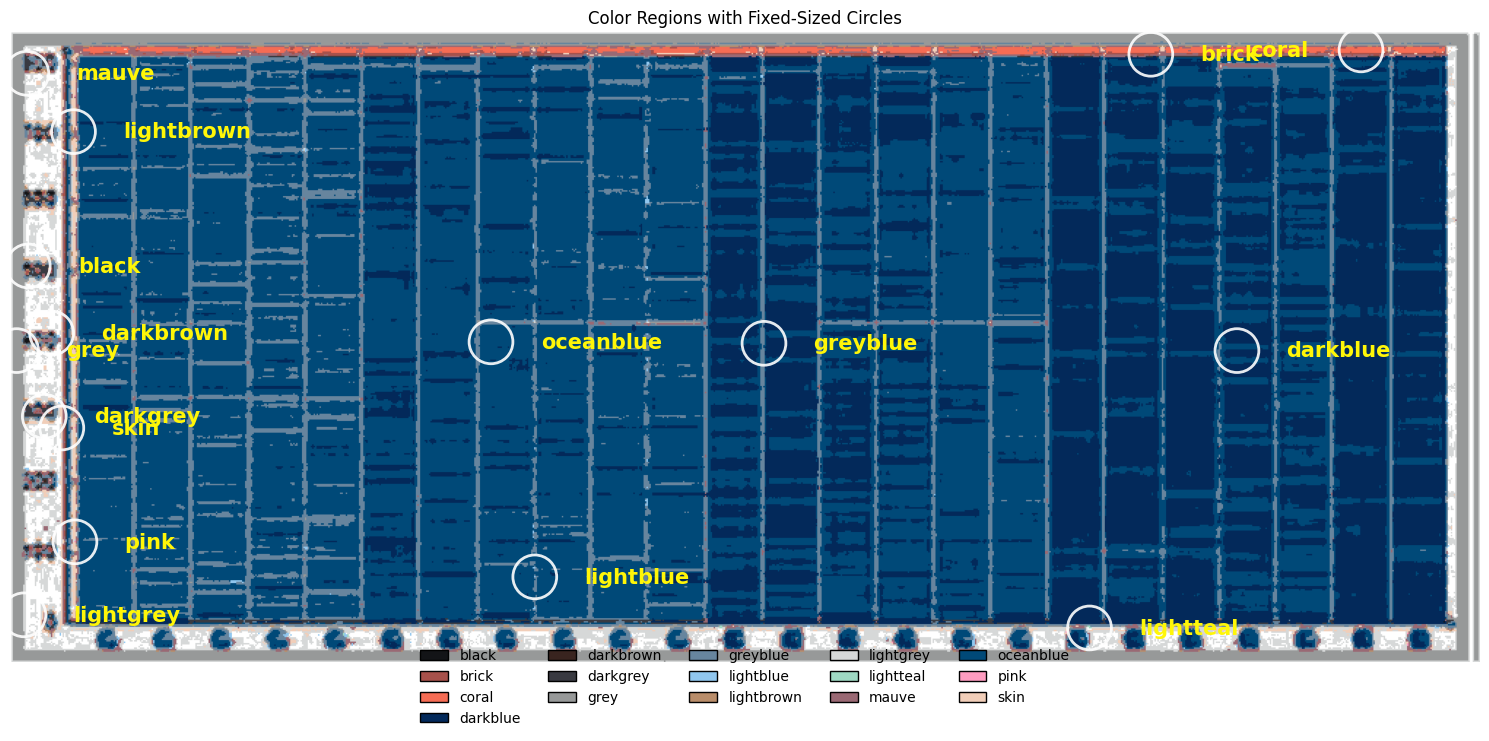 Color Regions with Fixed-Sized Circles
brick
coral
mauve
lightbrown
black
darkbrown
grey
oceanblue
greyblue
darkblue
darkgrey
skin
pink
lightblue
lightgrey
lightteal
black
brick
coral
darkblue
darkbrown
darkgrey
grey
greyblue
lightblue
lightbrown
lightgrey
lightteal
mauve
oceanblue
pink
skin